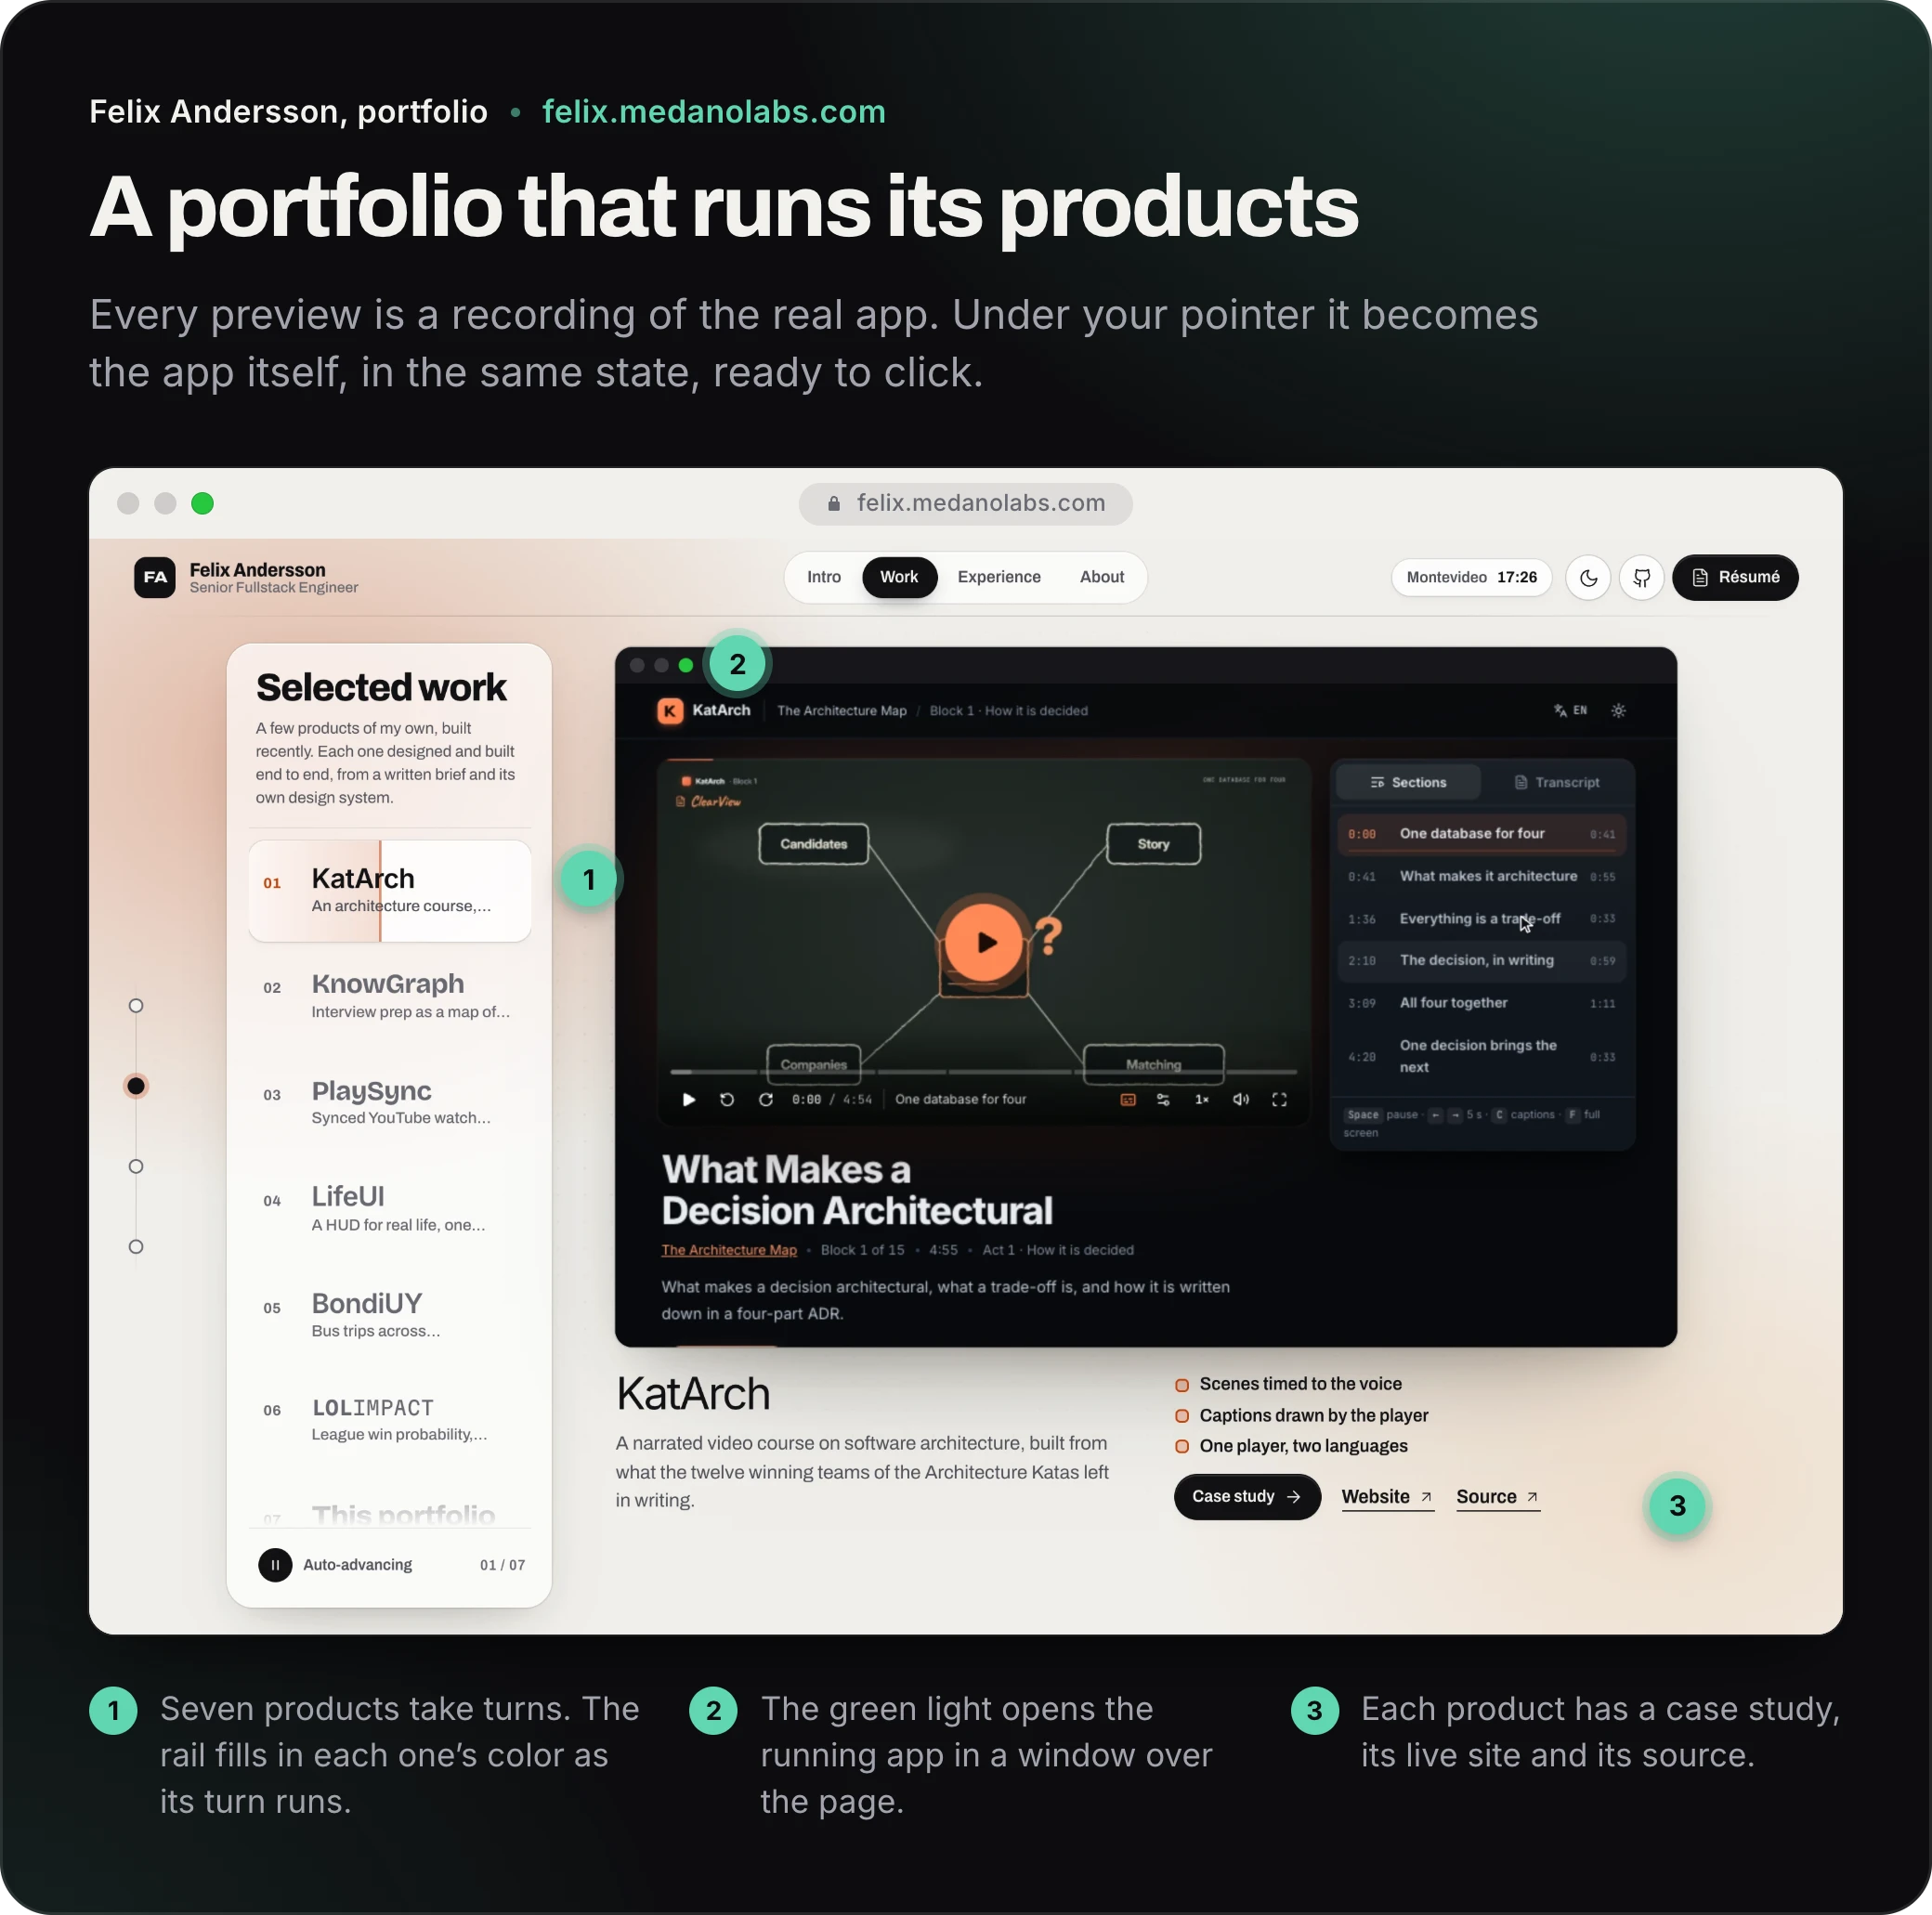 Felix Andersson, portfolio • felix.medanolabs.com
A portfolio that runs its products
Every preview is a recording of the real app. Under your pointer it becomes
the app itself, in the same state, ready to click.
felix.medanolabs.com
FA
Felix Andersson
Senior Fullstack Engineer
Intro Work Experience About
Montevideo 17:26
Résumé
Selected work
A few products of my own, built
recently. Each one designed and built
end to end, from a written brief and its
own design system.
01 KatArch
An architecture course,...
02 KnowGraph
Interview prep as a map of...
03 PlaySync
Synced YouTube watch...
04 LifeUI
A HUD for real life, one...
05 BondiUY
Bus trips across...
06 LOLIMPACT
League win probability,...
07 This portfolio
Auto-advancing 01 / 07
1
2
K KatArch The Architecture Map / Block 1 · How it is decided
EN
KatArch · Block 1
ONE DATABASE FOR FOUR
ClearView
Candidates
Story
?
Companies
Matching
0:00 / 4:54 One database for four
1×
Sections Transcript
0:00 One database for four 0:41
0:41 What makes it architecture 0:55
1:36 Everything is a trade-off 0:33
2:10 The decision, in writing 0:59
3:09 All four together 1:11
4:20 One decision brings the 0:33
next
Space pause · ← → 5 s · C captions · F full
screen
What Makes a
Decision Architectural
The Architecture Map • Block 1 of 15 • 4:55 • Act 1 · How it is decided
What makes a decision architectural, what a trade-off is, and how it is written
down in a four-part ADR.
KatArch
A narrated video course on software architecture, built from
what the twelve winning teams of the Architecture Katas left
in writing.
Scenes timed to the voice
Captions drawn by the player
One player, two languages
Case study → Website ↗ Source ↗
3
1 Seven products take turns. The
rail fills in each one’s color as
its turn runs.
2 The green light opens the
running app in a window over
the page.
3 Each product has a case study,
its live site and its source.